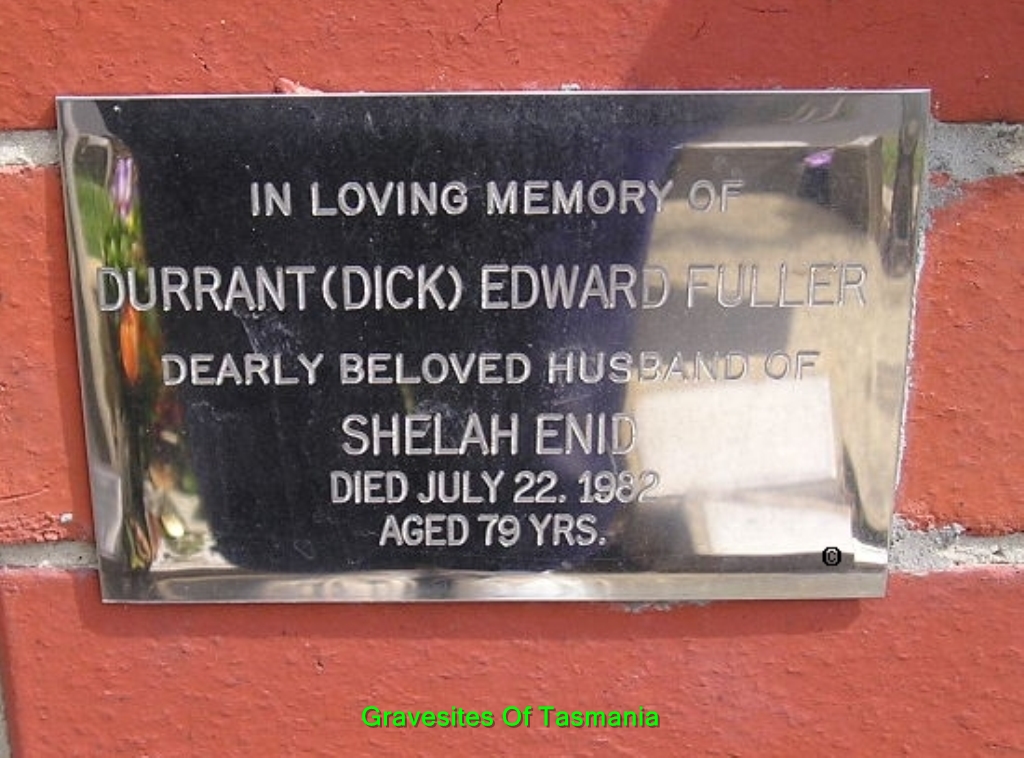 IN LOVING MEMORY OF
DURRANT (DICK) EDWARD FULLER
DEARLY BELOVED HUSBAND OF
SHELAH ENID
DIED JULY 22. 1982
AGED 79 YRS.
©
Gravesites Of Tasmania